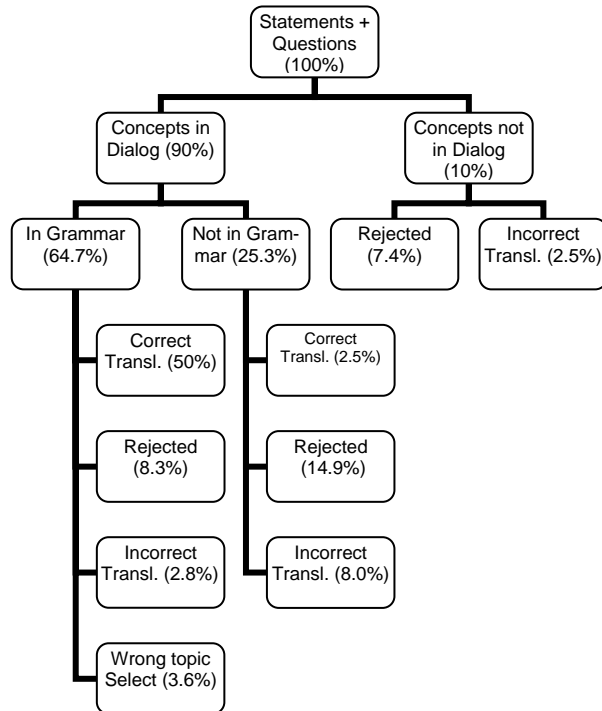 Statements +
Questions
(100%)
Concepts in
Dialog (90%)
Concepts not
in Dialog
(10%)
In Grammar
(64.7%)
Not in Gram-
mar (25.3%)
Rejected
(7.4%)
Incorrect
Transl. (2.5%)
Correct
Transl. (50%)
Correct
Transl. (2.5%)
Rejected
(8.3%)
Rejected
(14.9%)
Incorrect
Transl. (2.8%)
Incorrect
Transl. (8.0%)
Wrong topic
Select (3.6%)